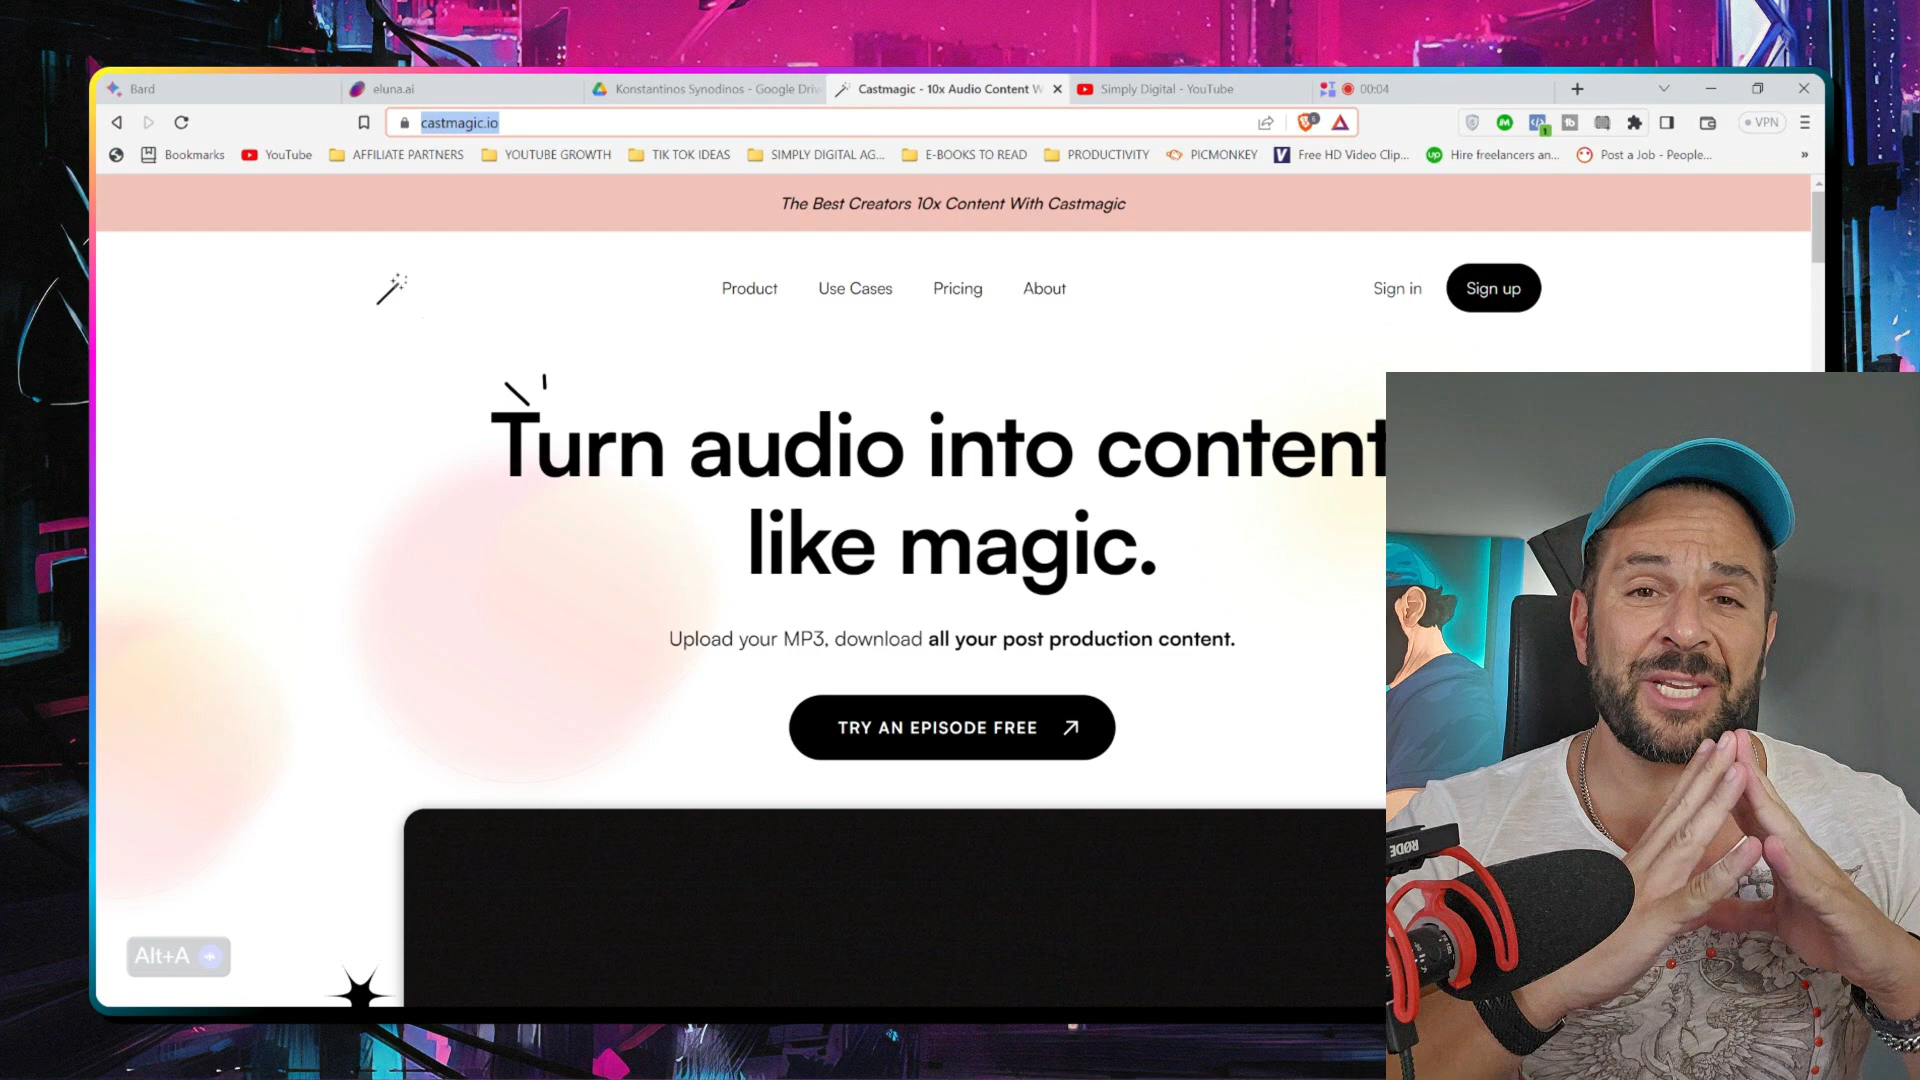 Bard
eluna.ai
Konstantinos Synodinos - Google Driv
Castmagic - 10x Audio Content W
Simply Digital - YouTube
00:04
castmagic.io
VPN
Bookmarks
YouTube
AFFILIATE PARTNERS
YOUTUBE GROWTH
TIK TOK IDEAS
SIMPLY DIGITAL AG...
E-BOOKS TO READ
PRODUCTIVITY
PICMONKEY
Free HD Video Clip...
Hire freelancers an...
Post a Job - People...
The Best Creators 10x Content With Castmagic
Product
Use Cases
Pricing
About
Sign in
Sign up
Turn audio into content
like magic.
Upload your MP3, download all your post production content.
TRY AN EPISODE FREE
Alt+A
RØDE